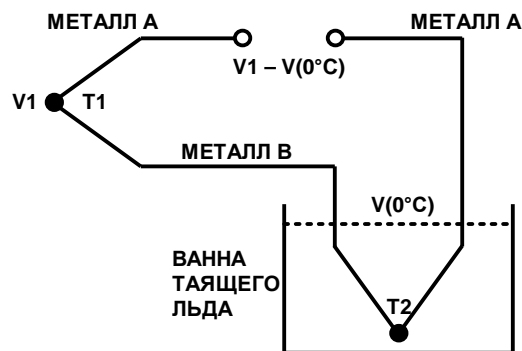 МЕТАЛЛ А
МЕТАЛЛ А
V1 – V(0°C)
V1
T1
МЕТАЛЛ В
V(0°C)
ВАННА
ТАЯЩЕГО
ЛЬДА
T2